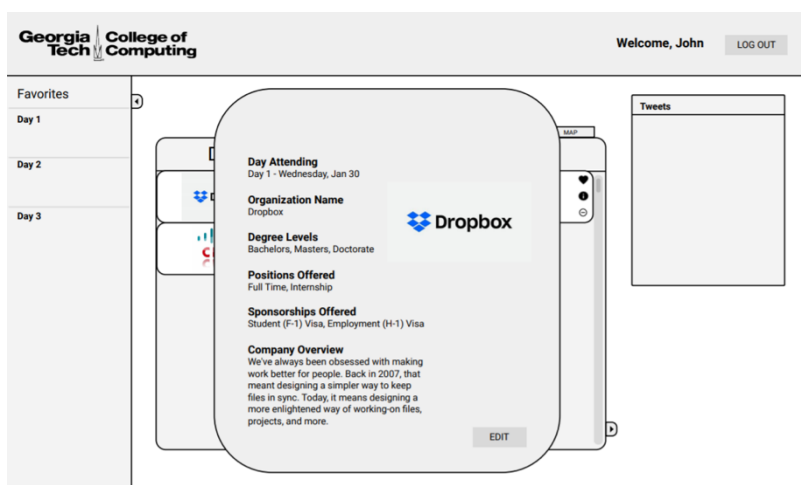 Georgia College of
Tech Computing
Welcome, John
LOG OUT
Favorites
Day 1
Day 2
Day 3
MAP
Tweets
Day Attending
Day 1 - Wednesday, Jan 30
Organization Name
Dropbox
Dropbox
Degree Levels
Bachelors, Masters, Doctorate
Positions Offered
Full Time, Internship
Sponsorships Offered
Student (F-1) Visa, Employment (H-1) Visa
Company Overview
We've always been obsessed with making
work better for people. Back in 2007, that
meant designing a simpler way to keep
files in sync. Today, it means designing a
more enlightened way of working-on files,
projects, and more.
EDIT